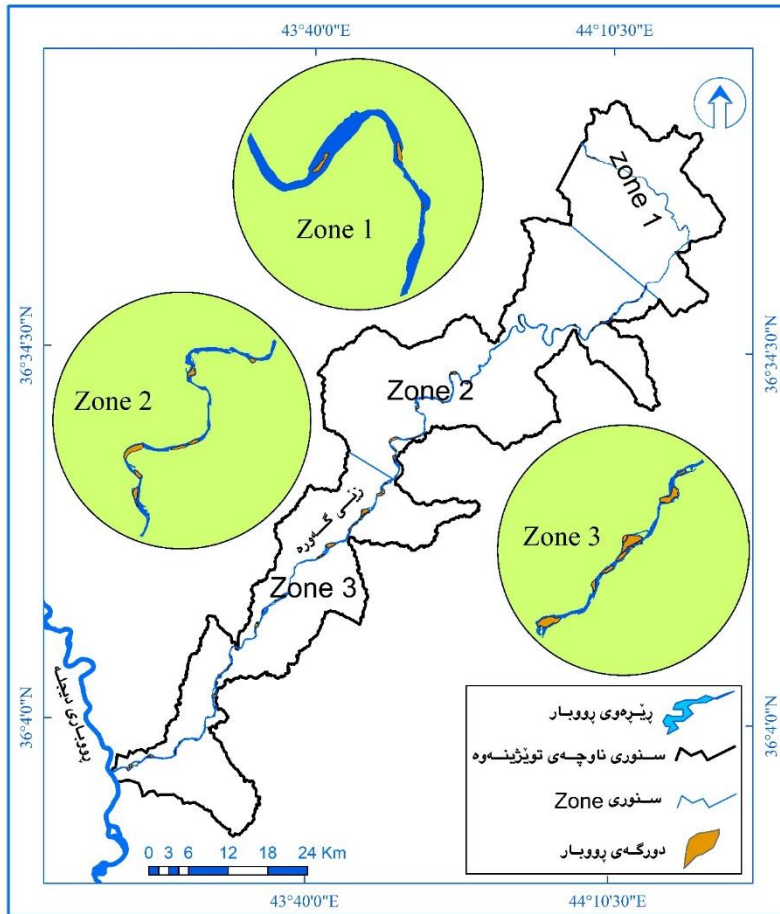 43°40'0"E 44°10'30"E
Zone 1
zone 1
36°34'30"N 36°34'30"N
Zone 2
Zone 2
زێی گەورە
Zone 3
Zone 3
ڕووباری دیجلە
36°4'0"N 36°4'0"N
ڕێڕەوی ڕووبار
سنوری ناوچەی توێژینەوە
سنوری Zone
دورگەی ڕووبار
0 3 6 12 18 24 Km
43°40'0"E 44°10'30"E